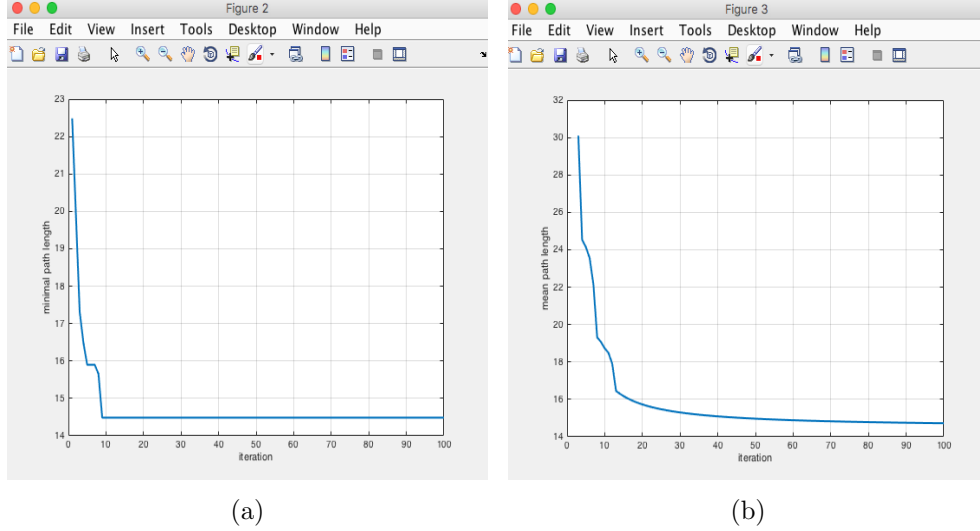 Figure 2
File Edit View Insert Tools Desktop Window Help
23
22
21
20
19
18
17
16
15
14
minimal path length
0 10 20 30 40 50 60 70 80 90 100
iteration
(a)
Figure 3
File Edit View Insert Tools Desktop Window Help
32
30
28
26
24
22
20
18
16
14
mean path length
0 10 20 30 40 50 60 70 80 90 100
iteration
(b)